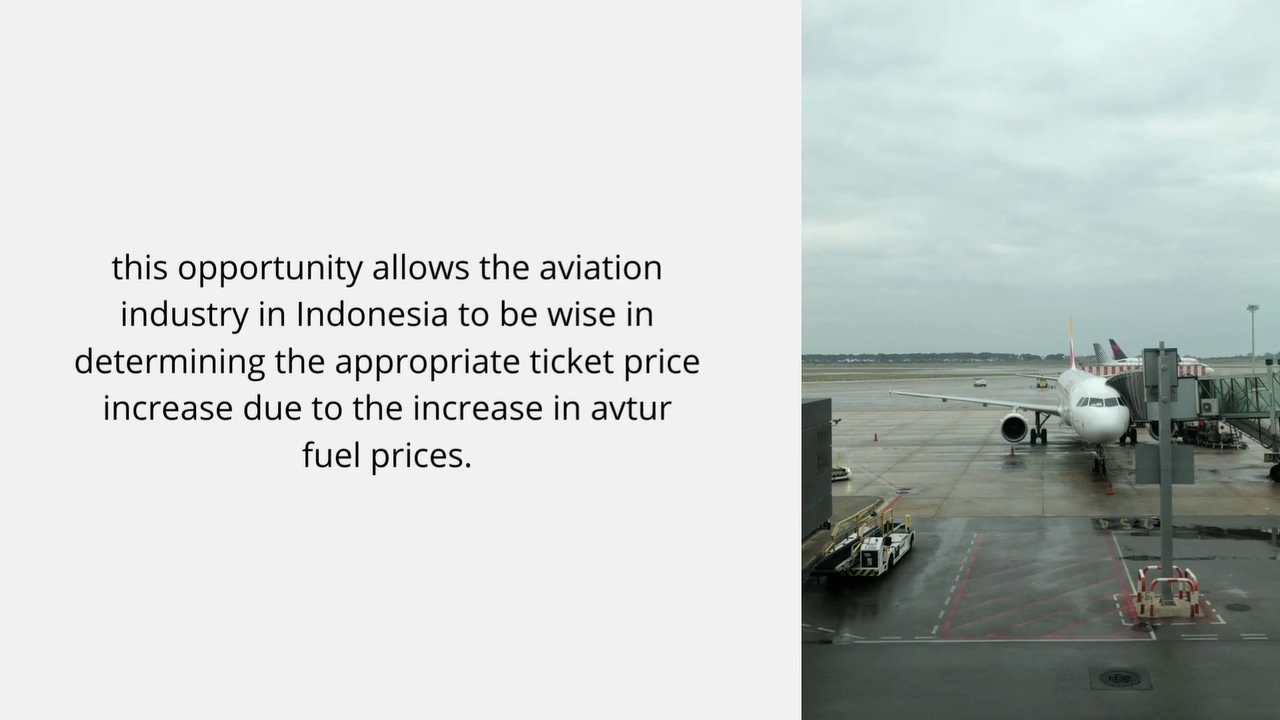 this opportunity allows the aviation
industry in Indonesia to be wise in
determining the appropriate ticket price
increase due to the increase in avtur
fuel prices.